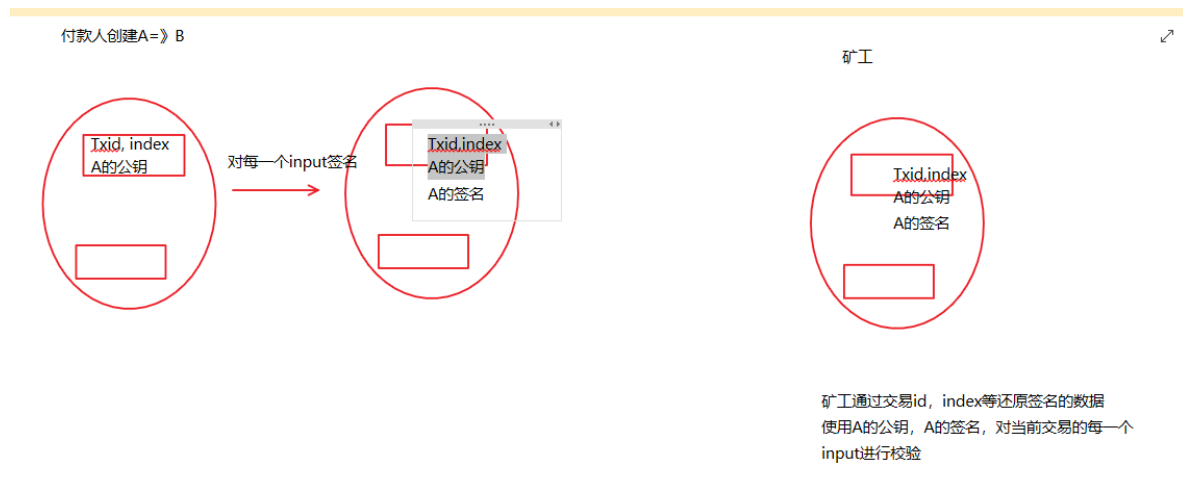 付款人创建A=》B
矿工
Txid, index
A的公钥
对每一个input签名
Txid,index
A的公钥
A的签名
Txid,index
A的公钥
A的签名
矿工通过交易id，index等还原签名的数据
使用A的公钥，A的签名，对当前交易的每一个
input进行校验